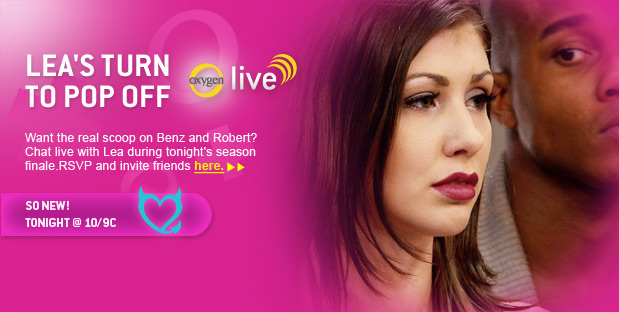 LEA'S TURN
TO POP OFF
oxygen live
Want the real scoop on Benz and Robert?
Chat live with Lea during tonight's season
finale.RSVP and invite friends here.
SO NEW!
TONIGHT @ 10/9C